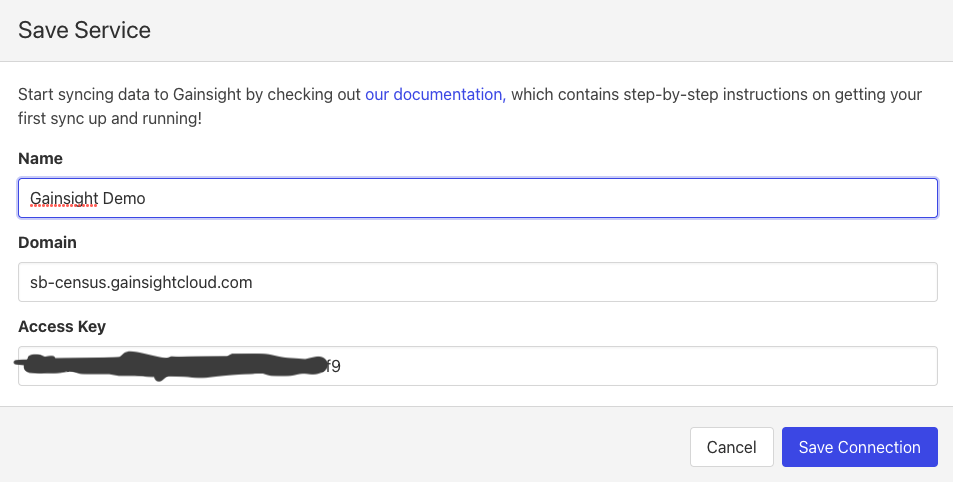 Save Service
Start syncing data to Gainsight by checking out our documentation, which contains step-by-step instructions on getting your
first sync up and running!
Name
Gainsight Demo
Domain
sb-census.gainsightcloud.com
Access Key
f9
Cancel Save Connection